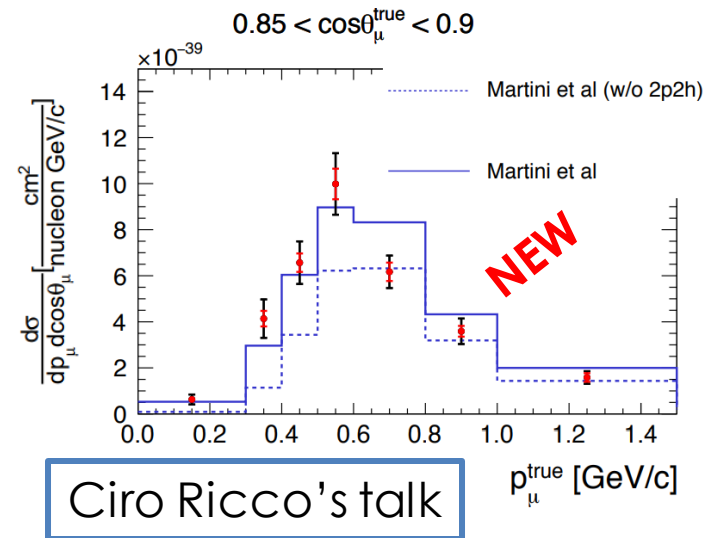 0.85 < cosθ_μ^true < 0.9
×10^−39
dσ
dp_μ dcosθ_μ
[
cm²
nucleon GeV/c
]
14
12
10
8
6
4
2
0
Martini et al (w/o 2p2h)
Martini et al
NEW
0.0 0.2 0.4 0.6 0.8 1.0 1.2 1.4
p_μ^true [GeV/c]
Ciro Ricco's talk